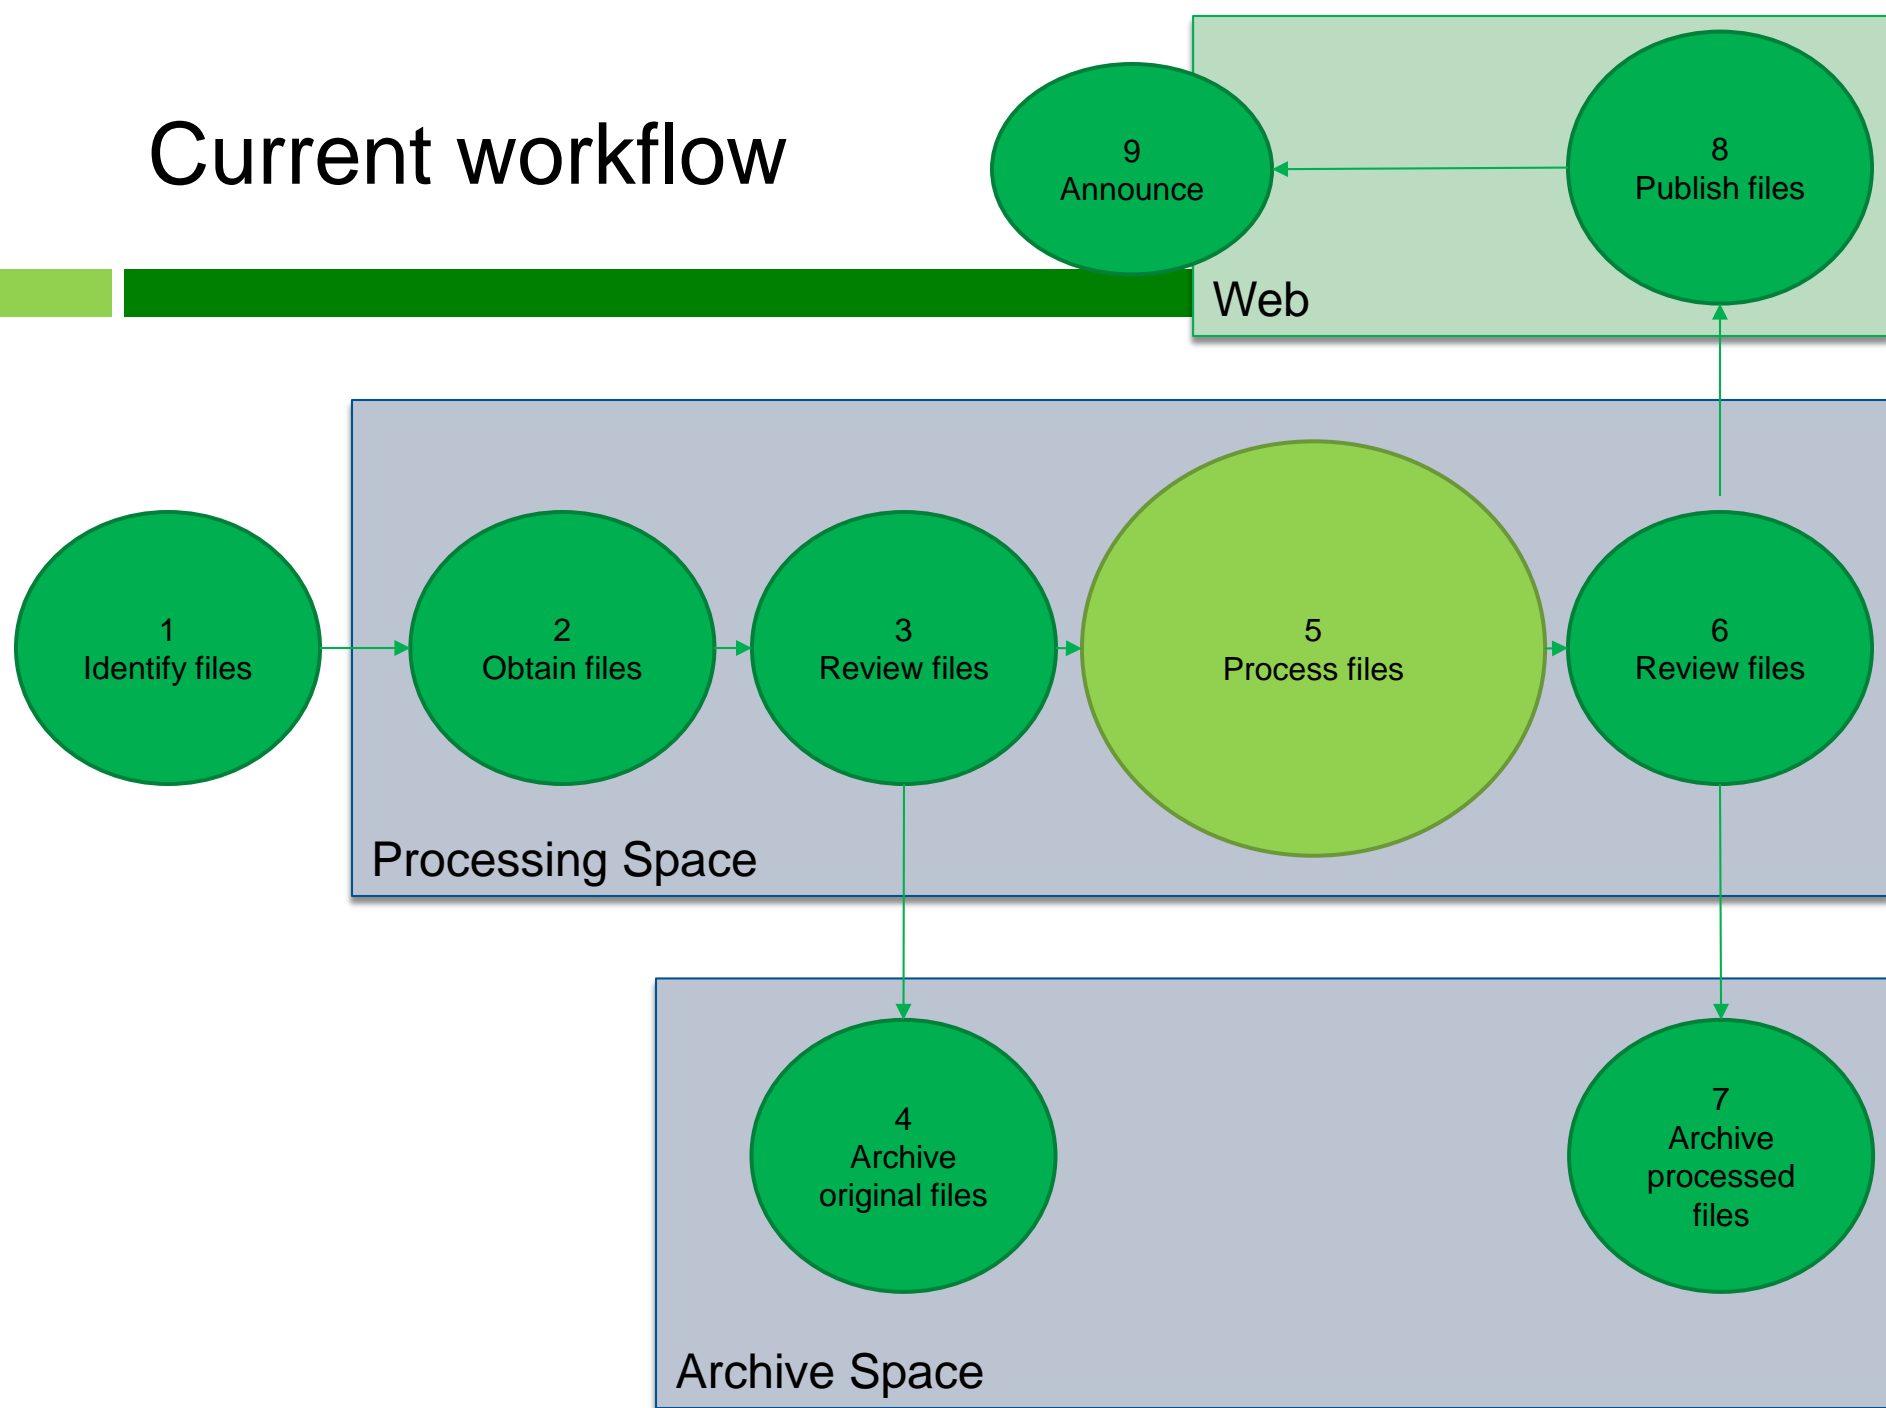 Current workflow
9
Announce
8
Publish files
Web
1
Identify files
2
Obtain files
3
Review files
5
Process files
6
Review files
Processing Space
4
Archive
original files
7
Archive
processed
files
Archive Space